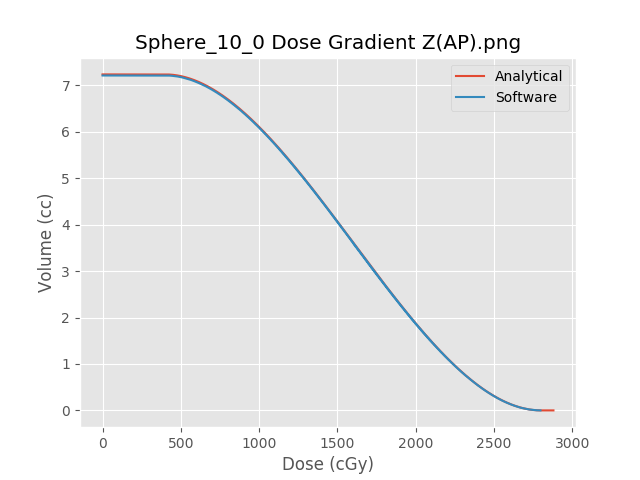 Sphere_10_0 Dose Gradient Z(AP).png
Analytical
Software
7
6
5
4
3
2
1
0
Volume (cc)
0 500 1000 1500 2000 2500 3000
Dose (cGy)